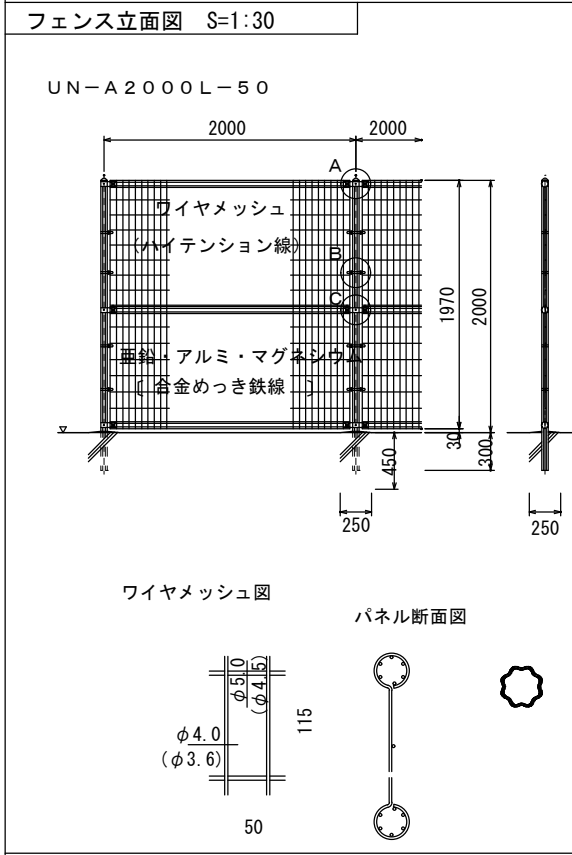 フェンス立面図 S=1:30
UN-A2000L-50
2000 2000
A
ワイヤメッシュ
(ハイテンション線)
B
C
1970
2000
亜鉛・アルミ・マグネシウム
〔 合金めっき鉄線 〕
30
300
450
250
250
ワイヤメッシュ図
パネル断面図
φ5.0
(φ4.5)
115
φ4.0
(φ3.6)
50